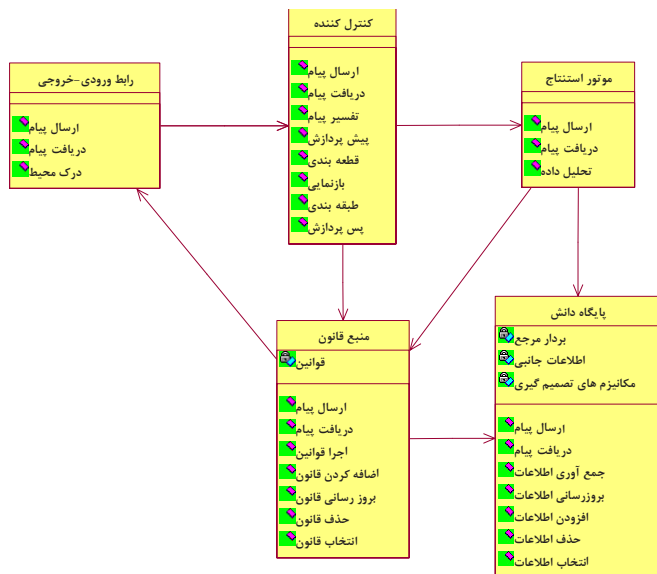 کنترل کننده
ارسال پیام
دریافت پیام
تفسیر پیام
پیش پردازش
قطعه بندی
بازنمایی
طبقه بندی
پس پردازش
موتور استنتاج
ارسال پیام
دریافت پیام
تحلیل داده
رابط ورودی-خروجی
ارسال پیام
دریافت پیام
درک محیط
پایگاه دانش
بردار مرجع
اطلاعات جانبی
مکانیزم های تصمیم گیری
ارسال پیام
دریافت پیام
جمع آوری اطلاعات
بروزرسانی اطلاعات
افزودن اطلاعات
حذف اطلاعات
انتخاب اطلاعات
منبع قانون
قوانین
ارسال پیام
دریافت پیام
اجرا قوانین
اضافه کردن قانون
بروز رسانی قانون
حذف قانون
انتخاب قانون